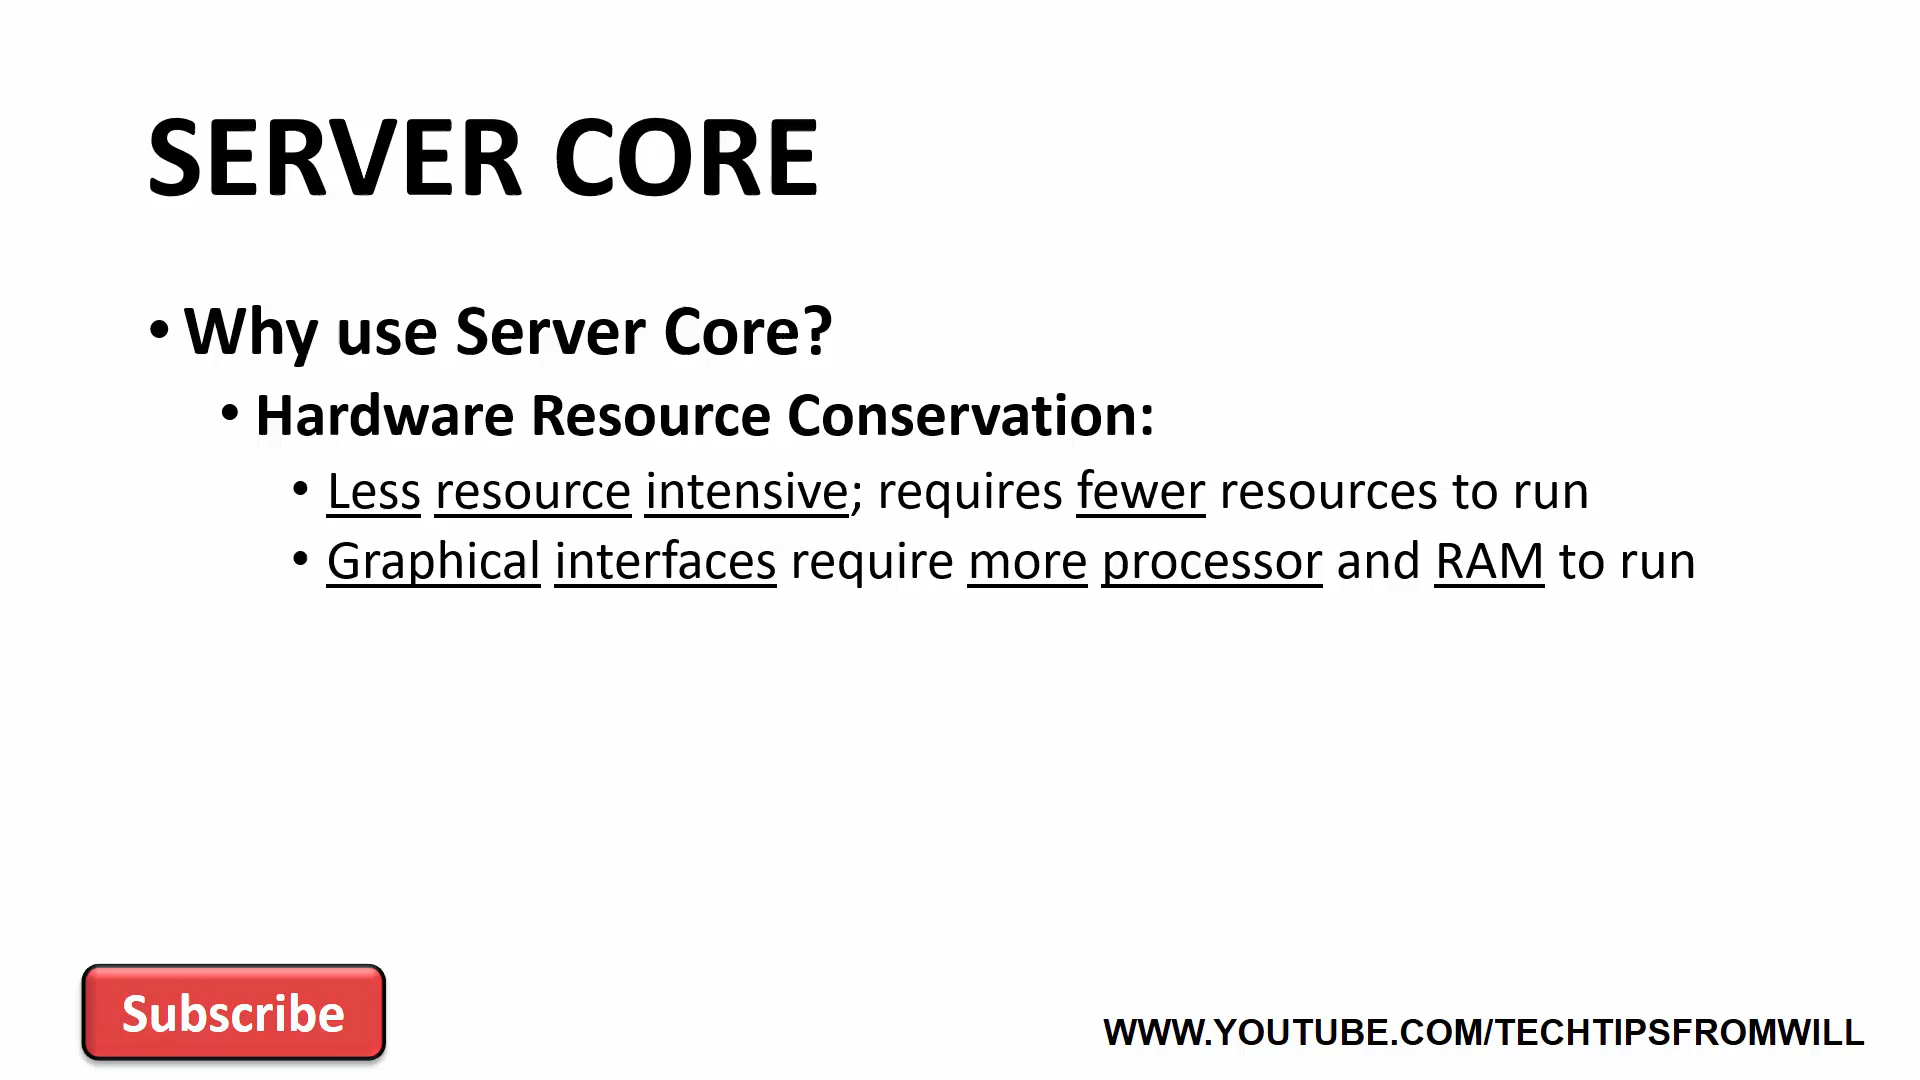 SERVER CORE
• Why use Server Core?
• Hardware Resource Conservation:
• Less resource intensive; requires fewer resources to run
• Graphical interfaces require more processor and RAM to run
Subscribe
WWW.YOUTUBE.COM/TECHTIPSFROMWILL